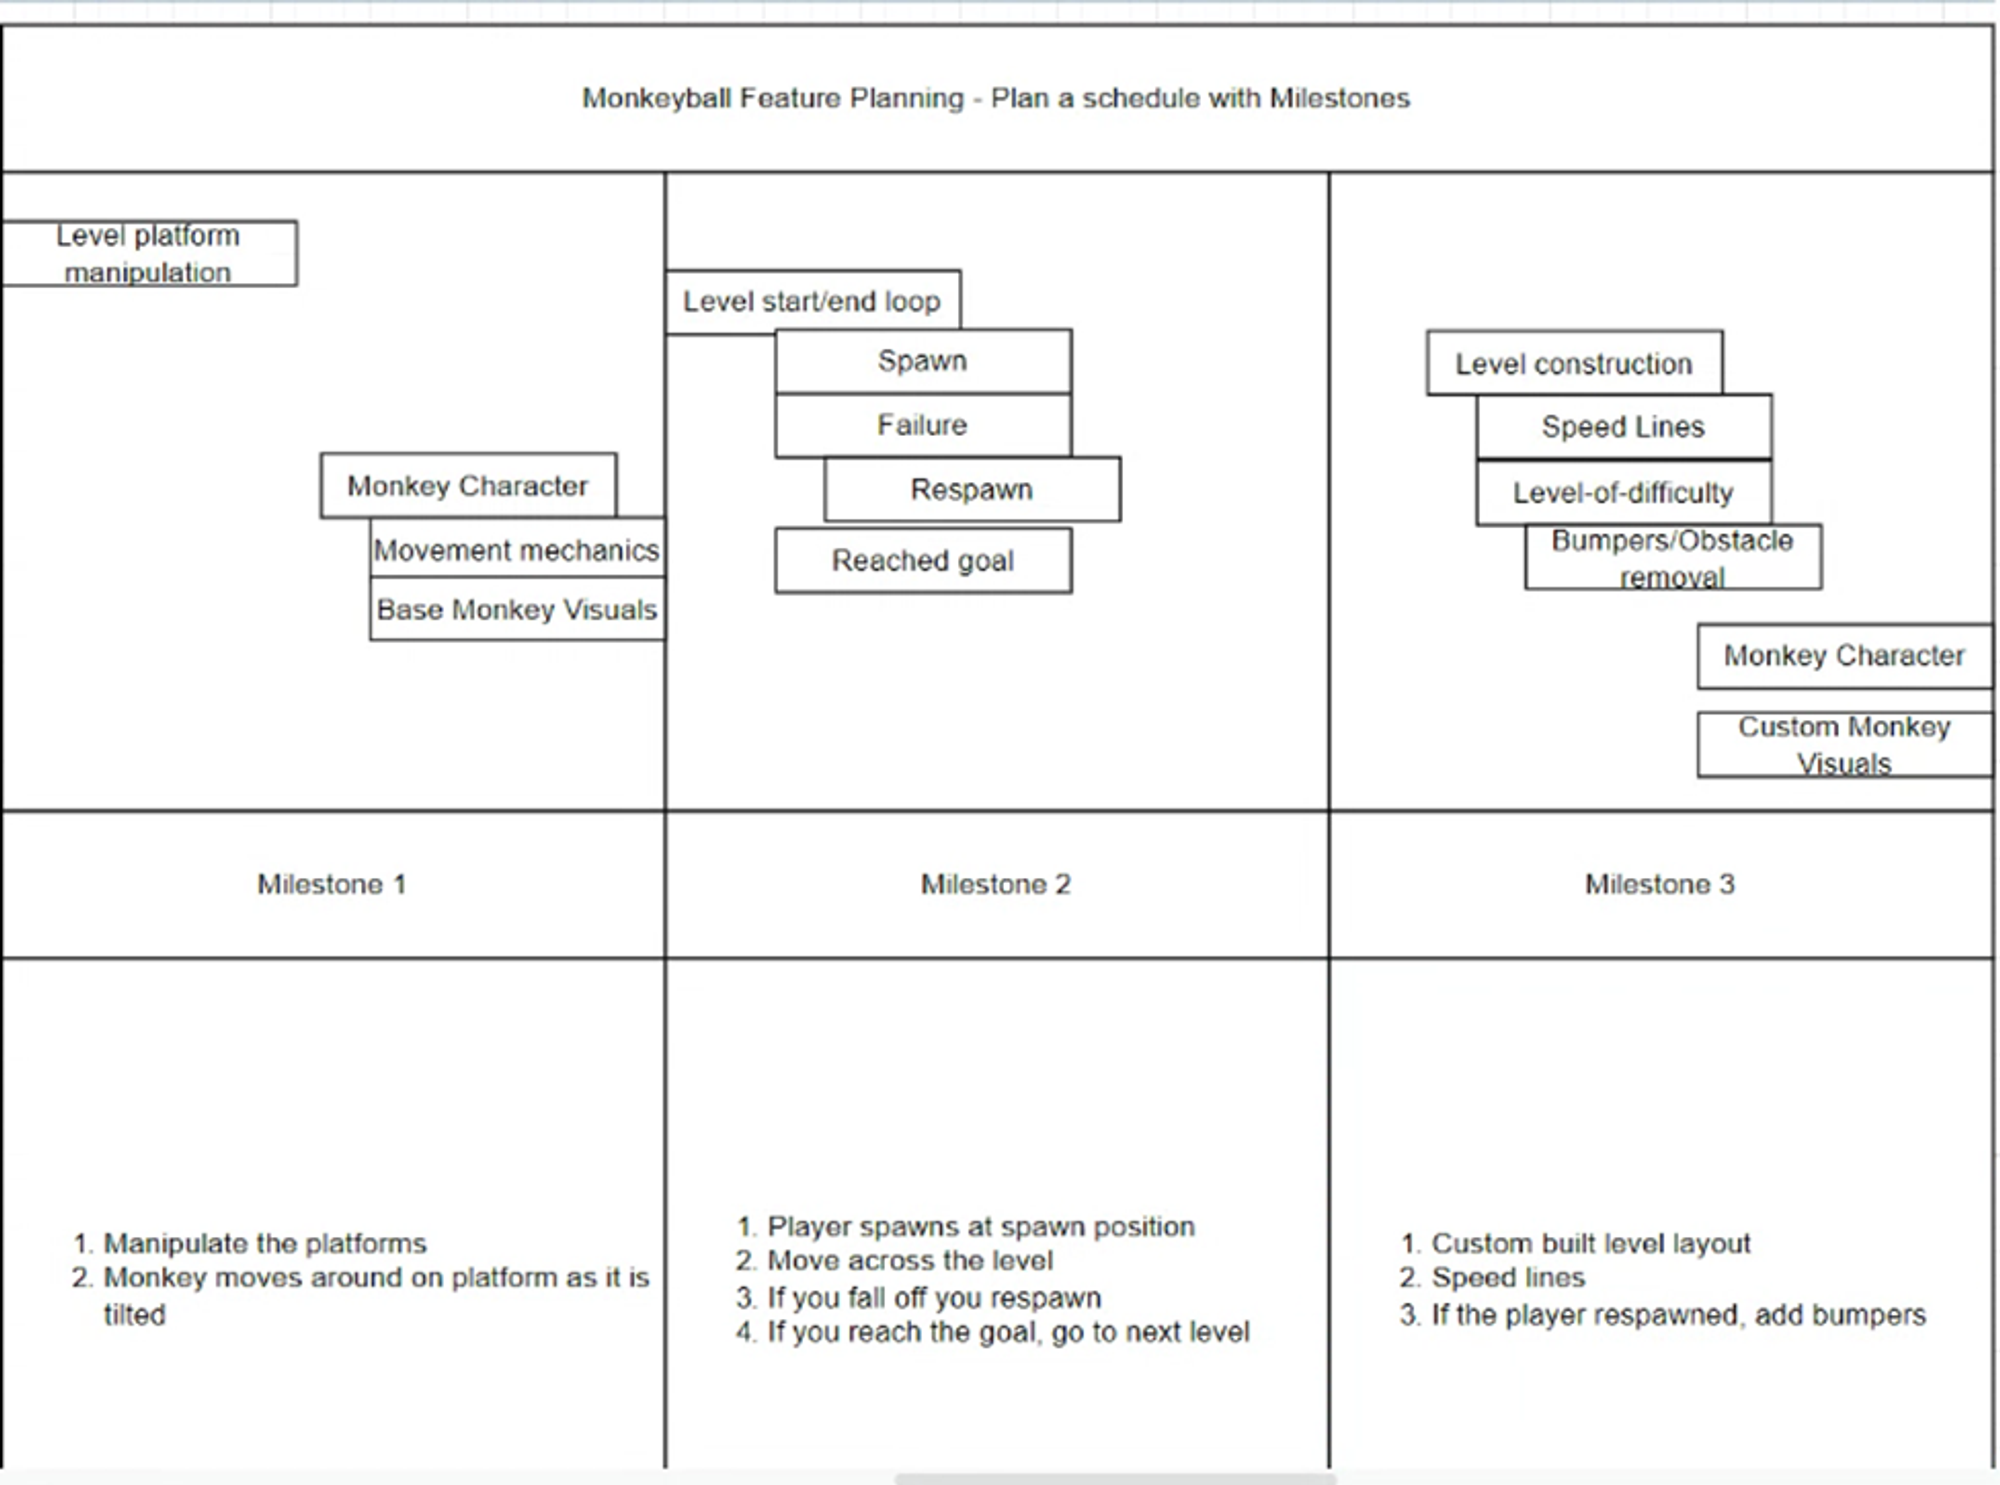 Monkeyball Feature Planning - Plan a schedule with Milestones
Level platform
manipulation
Monkey Character
Movement mechanics
Base Monkey Visuals
Level start/end loop
Spawn
Failure
Respawn
Reached goal
Level construction
Speed Lines
Level-of-difficulty
Bumpers/Obstacle
removal
Monkey Character
Custom Monkey
Visuals
Milestone 1
Milestone 2
Milestone 3
1. Manipulate the platforms
2. Monkey moves around on platform as it is
tilted
1. Player spawns at spawn position
2. Move across the level
3. If you fall off you respawn
4. If you reach the goal, go to next level
1. Custom built level layout
2. Speed lines
3. If the player respawned, add bumpers